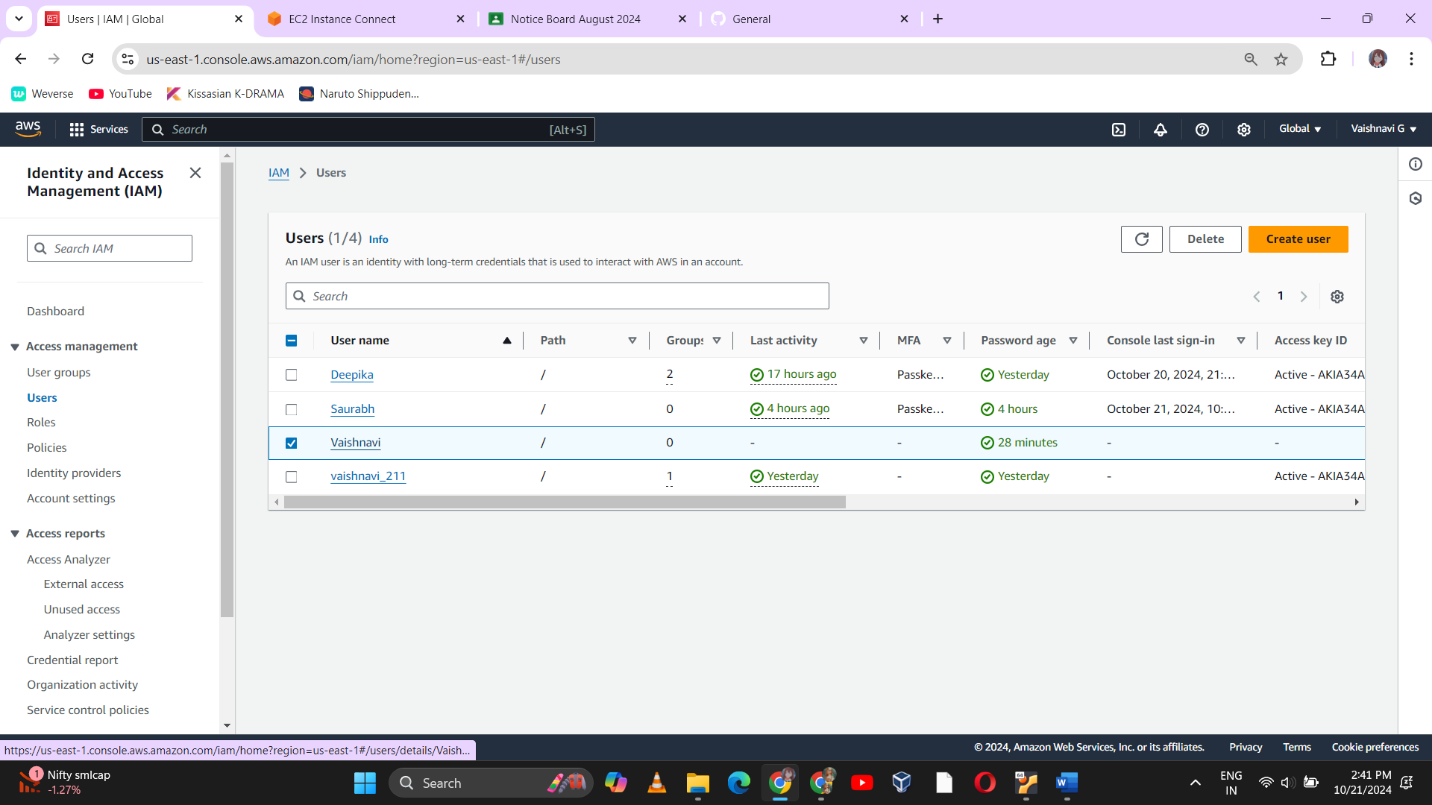 Users | IAM | Global
EC2 Instance Connect
Notice Board August 2024
General
us-east-1.console.aws.amazon.com/iam/home?region=us-east-1#/users
Weverse
YouTube
Kissasian K-DRAMA
Naruto Shippuden...
aws
Services
Search
[Alt+S]
Global
Vaishnavi G
Identity and Access
Management (IAM)
Search IAM
Dashboard
Access management
User groups
Users
Roles
Policies
Identity providers
Account settings
Access reports
Access Analyzer
External access
Unused access
Analyzer settings
Credential report
Organization activity
Service control policies
IAM > Users
Users (1/4) Info
An IAM user is an identity with long-term credentials that is used to interact with AWS in an account.
Delete
Create user
Search
1
User name Path Groups Last activity MFA Password age Console last sign-in Access key ID
Deepika / 2 17 hours ago Passke... Yesterday October 20, 2024, 21:... Active - AKIA34A
Saurabh / 0 4 hours ago Passke... 4 hours October 21, 2024, 10:... Active - AKIA34A
Vaishnavi / 0 - - 28 minutes - -
vaishnavi_211 / 1 Yesterday - Yesterday - Active - AKIA34A
https://us-east-1.console.aws.amazon.com/iam/home?region=us-east-1#/users/details/Vaish...
© 2024, Amazon Web Services, Inc. or its affiliates.
Privacy
Terms
Cookie preferences
1
Nifty smlcap
-1.27%
Search
ENG
IN
2:41 PM
10/21/2024